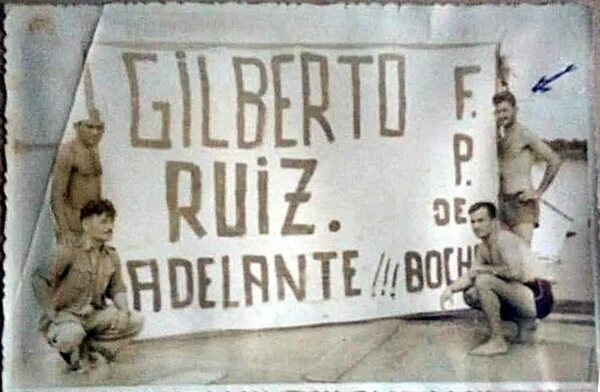 GILBERTO
RUIZ.
ADELANTE!!!
F.
P.
DE
BOCH